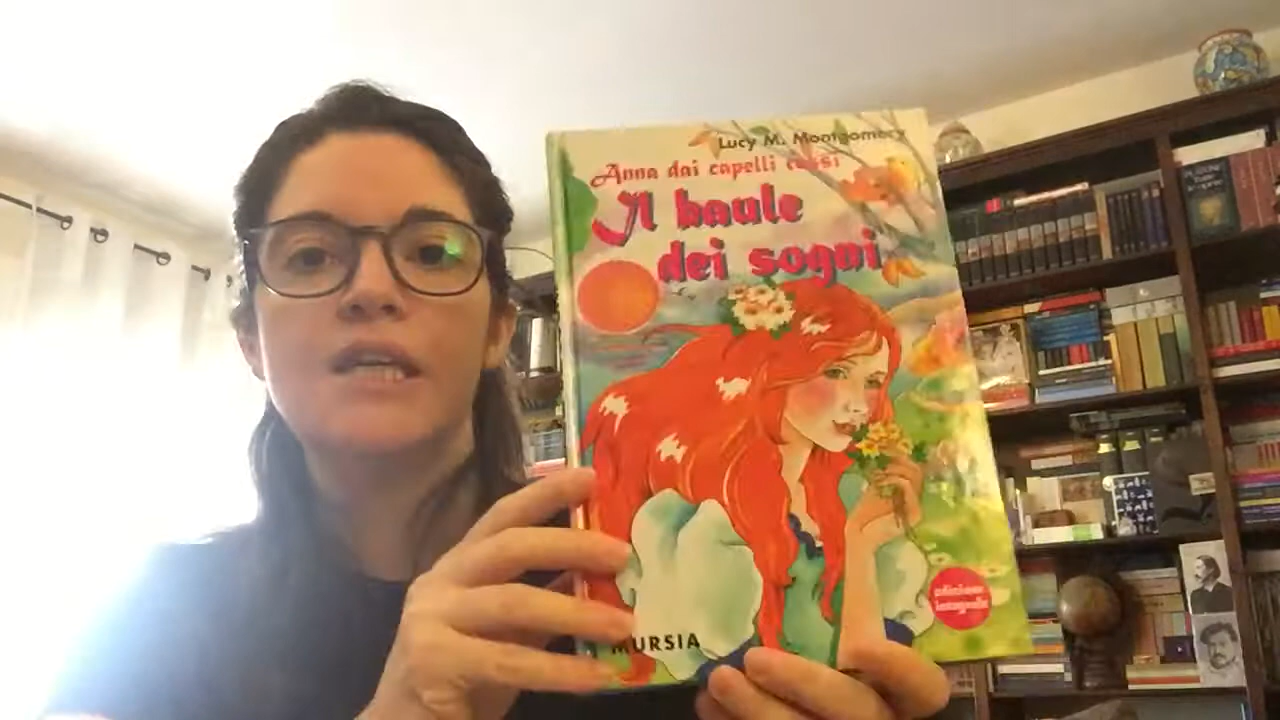 Lucy M. Montgomery
Anna dai capelli rossi
Il baule
dei sogni
edizione
integrale
MURSIA